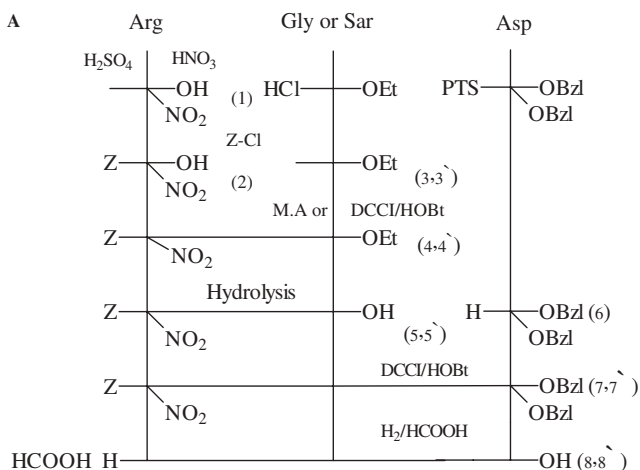 A
Arg Gly or Sar Asp
H₂SO₄ HNO₃
OH (1) HCl OEt PTS OBzl
NO₂ OBzl
Z-Cl
Z OH (2) OEt (3,3`)
NO₂
M.A or DCCI/HOBt
Z OEt (4,4`)
NO₂
Hydrolysis
Z OH (5,5`) H OBzl (6)
NO₂ OBzl
DCCI/HOBt
Z OBzl (7,7`)
NO₂ OBzl
H₂/HCOOH
HCOOH H OH (8,8`)